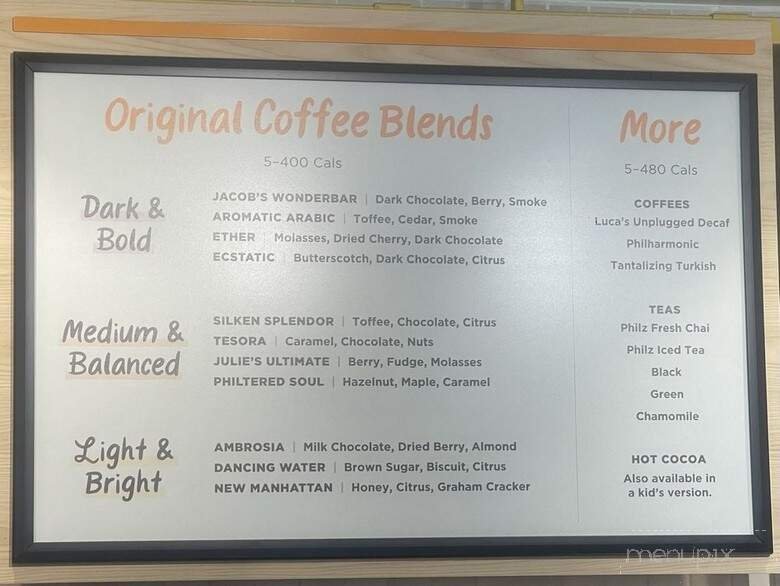 Original Coffee Blends
5–400 Cals
Dark &
Bold
JACOB'S WONDERBAR | Dark Chocolate, Berry, Smoke
AROMATIC ARABIC | Toffee, Cedar, Smoke
ETHER | Molasses, Dried Cherry, Dark Chocolate
ECSTATIC | Butterscotch, Dark Chocolate, Citrus
Medium &
Balanced
SILKEN SPLENDOR | Toffee, Chocolate, Citrus
TESORA | Caramel, Chocolate, Nuts
JULIE'S ULTIMATE | Berry, Fudge, Molasses
PHILTERED SOUL | Hazelnut, Maple, Caramel
Light &
Bright
AMBROSIA | Milk Chocolate, Dried Berry, Almond
DANCING WATER | Brown Sugar, Biscuit, Citrus
NEW MANHATTAN | Honey, Citrus, Graham Cracker
More
5–480 Cals
COFFEES
Luca's Unplugged Decaf
Philharmonic
Tantalizing Turkish
TEAS
Philz Fresh Chai
Philz Iced Tea
Black
Green
Chamomile
HOT COCOA
Also available in
a kid's version.
menupix